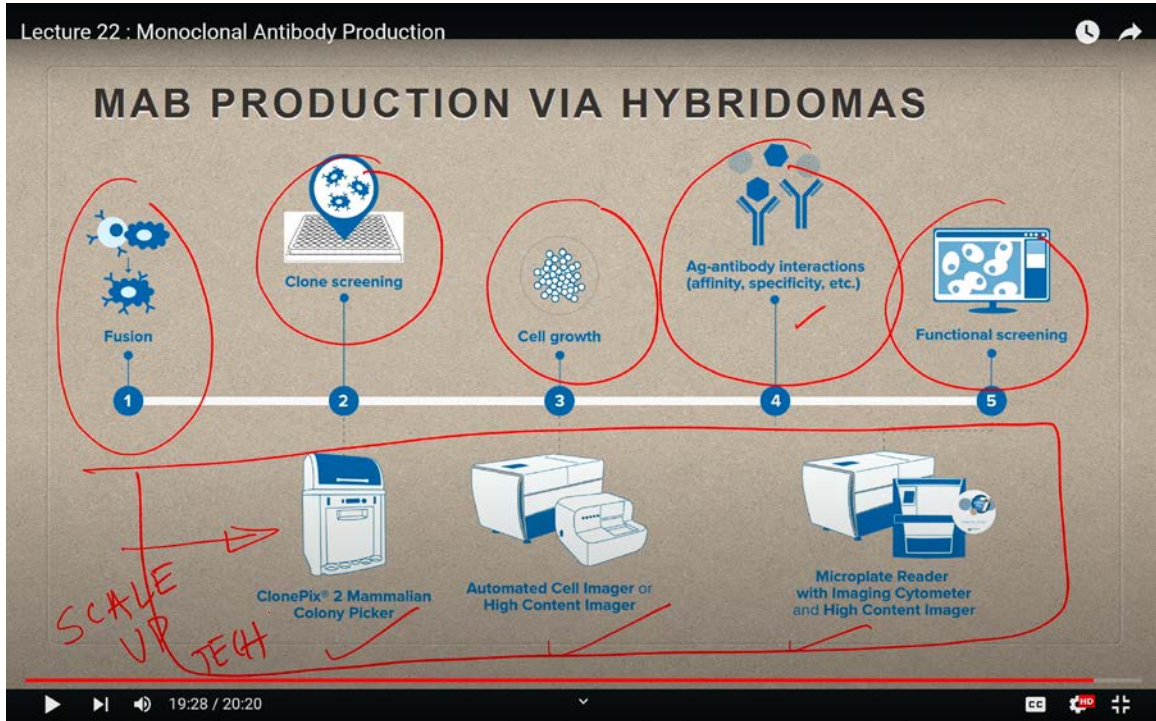 Lecture 22 : Monoclonal Antibody Production
MAB PRODUCTION VIA HYBRIDOMAS
Fusion
Clone screening
Cell growth
Ag-antibody interactions
(affinity, specificity, etc.)
Functional screening
1
2
3
4
5
ClonePix® 2 Mammalian
Colony Picker
Automated Cell Imager or
High Content Imager
Microplate Reader
with Imaging Cytometer
and High Content Imager
SCALE
UP
TECH
19:28 / 20:20
CC
HD